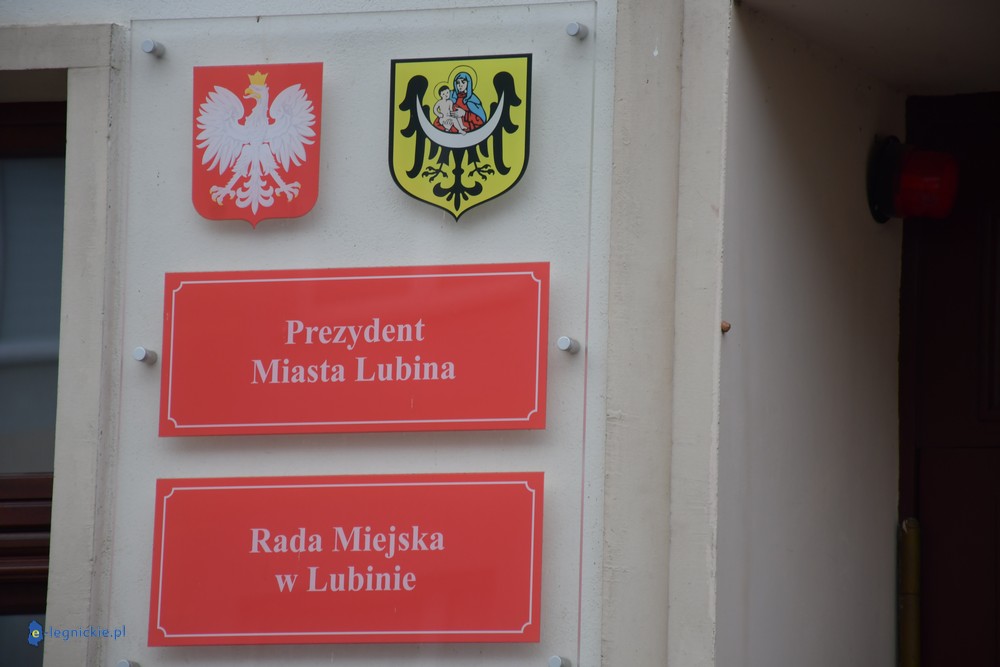 Prezydent
Miasta Lubina
Rada Miejska
w Lubinie
e-legnickie.pl